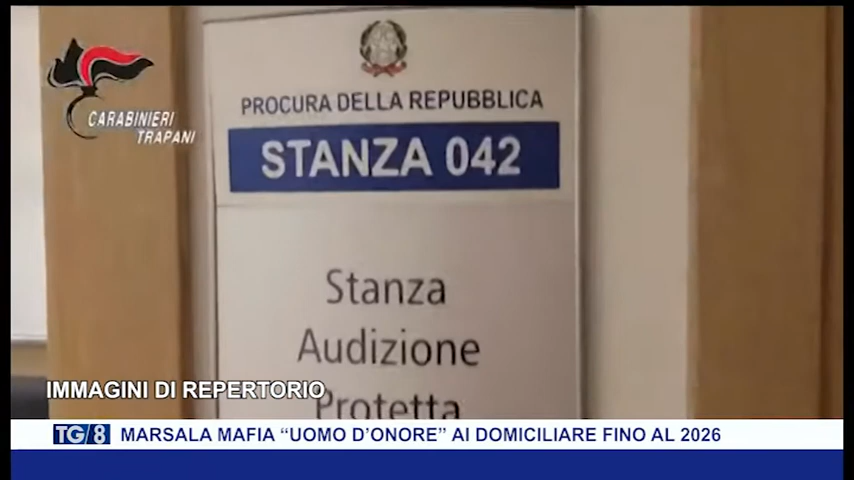 CARABINIERI
TRAPANI
PROCURA DELLA REPUBBLICA
STANZA 042
Stanza
Audizione
Protetta
IMMAGINI DI REPERTORIO
TG8 MARSALA MAFIA “UOMO D’ONORE” AI DOMICILIARE FINO AL 2026